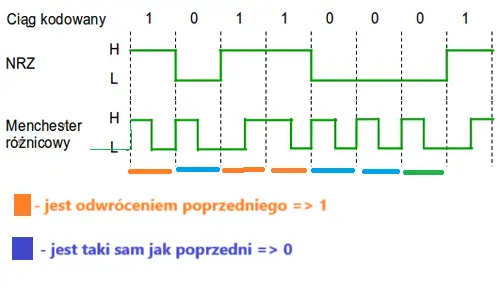 Ciąg kodowany 1 0 1 1 0 0 0 1
H
NRZ
L
H
Menchester
różnicowy L
- jest odwróceniem poprzedniego => 1
- jest taki sam jak poprzedni => 0